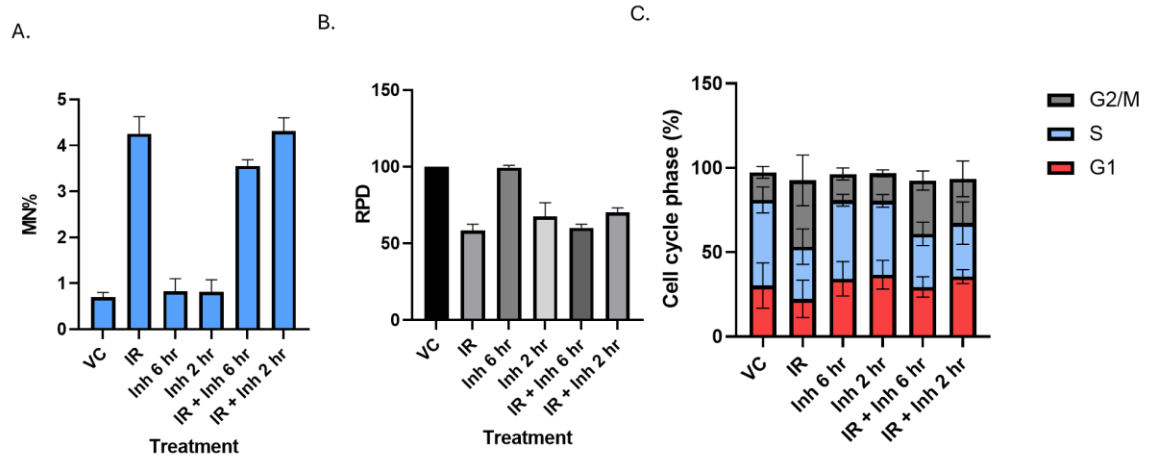 A.
B.
C.
MN%
5
4
3
2
1
0
VC
IR
Inh 6 hr
Inh 2 hr
IR + Inh 6 hr
IR + Inh 2 hr
Treatment
RPD
150
100
50
0
VC
IR
Inh 6 hr
Inh 2 hr
IR + Inh 6 hr
IR + Inh 2 hr
Treatment
Cell cycle phase (%)
150
100
50
0
VC
IR
Inh 6 hr
Inh 2 hr
IR + Inh 6 hr
IR + Inh 2 hr
G2/M
S
G1